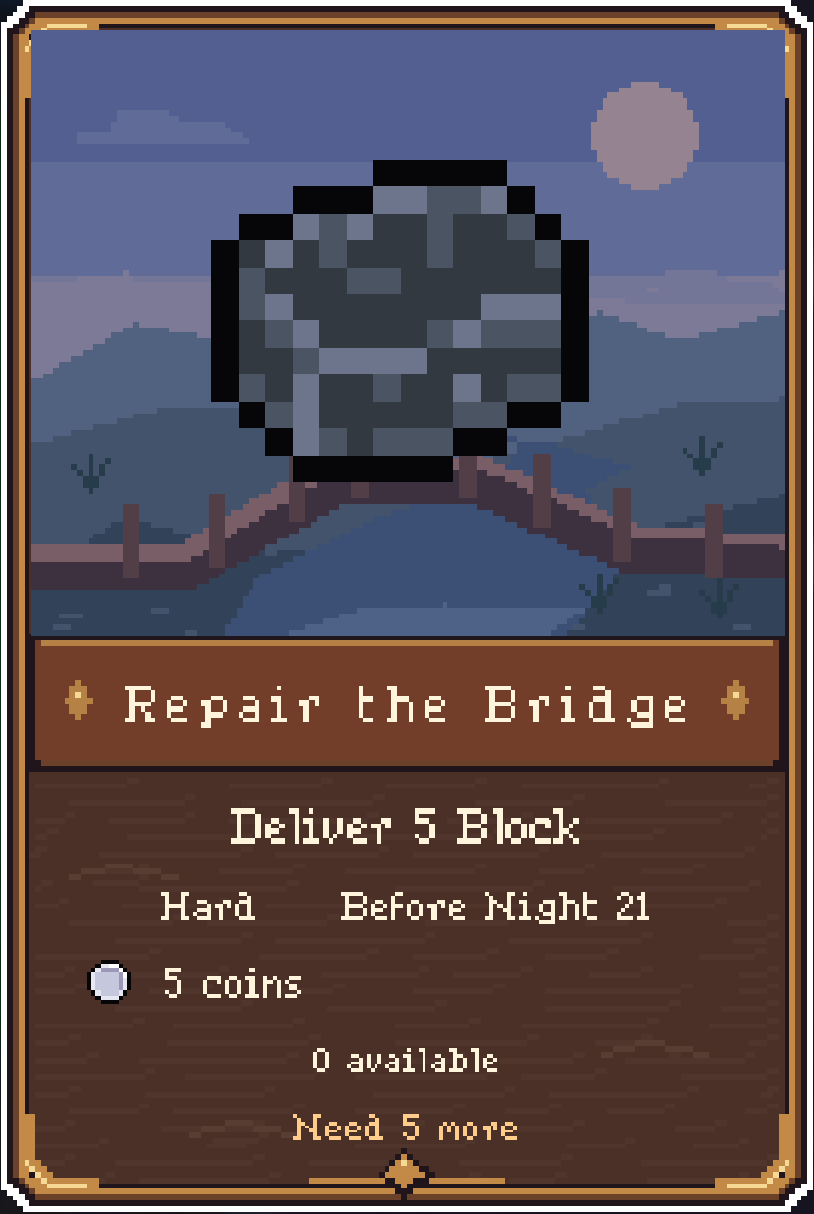 Repair the Bridge
Deliver 5 Block
Hard Before Night 21
5 coins
0 available
Need 5 more